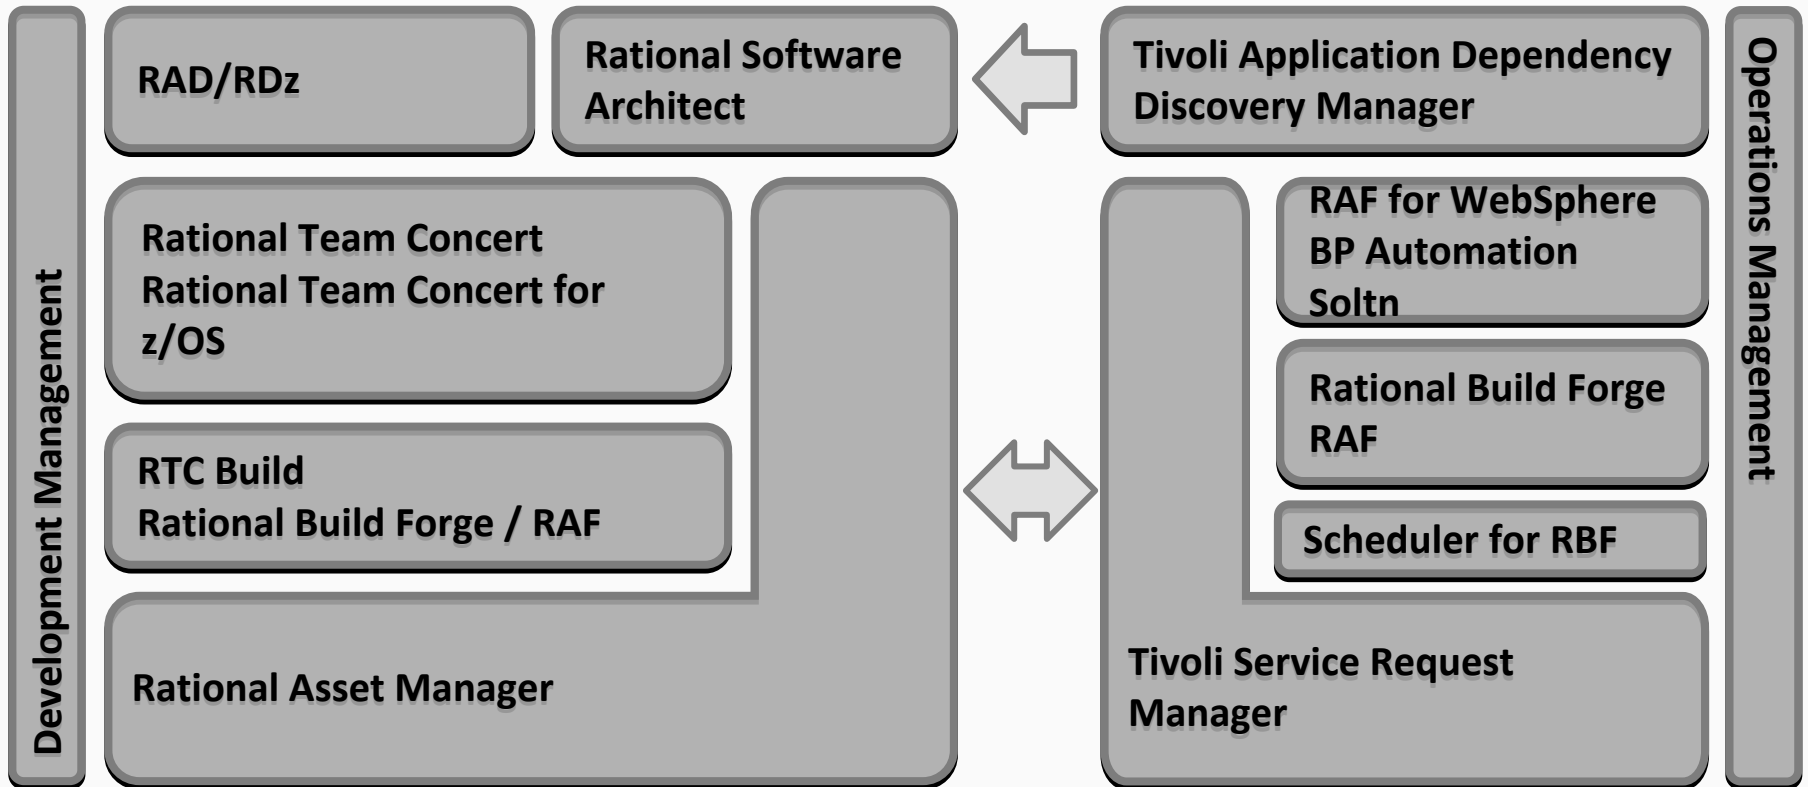 Development Management
RAD/RDz
Rational Software
Architect
Rational Team Concert
Rational Team Concert for
z/OS
RTC Build
Rational Build Forge / RAF
Rational Asset Manager
Tivoli Application Dependency
Discovery Manager
RAF for WebSphere
BP Automation
Soltn
Rational Build Forge
RAF
Scheduler for RBF
Tivoli Service Request
Manager
Operations Management